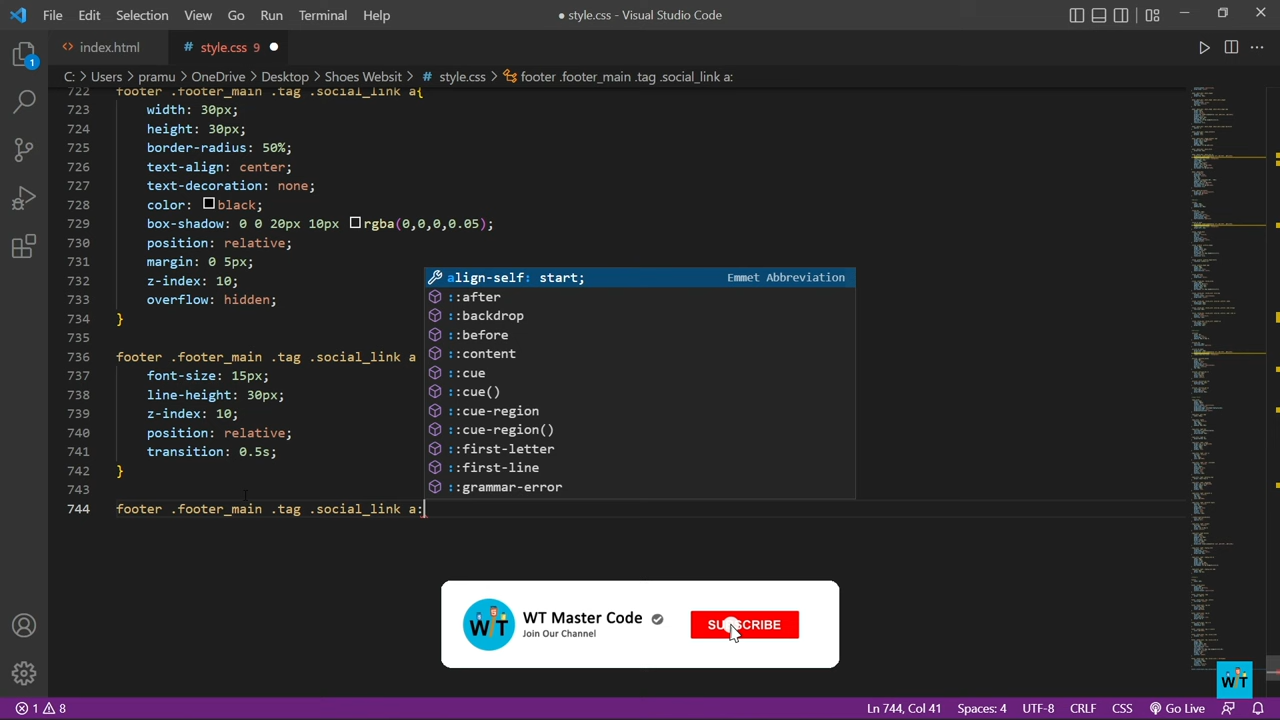 File Edit Selection View Go Run Terminal Help
● style.css - Visual Studio Code
<> index.html
# style.css 9 ●
C: > Users > pramu > OneDrive > Desktop > Shoes Websit > # style.css > footer .footer_main .tag .social_link a:
722 footer .footer_main .tag .social_link a{
723 width: 30px;
724 height: 30px;
725 border-radius: 50%;
726 text-align: center;
727 text-decoration: none;
728 color: black;
729 box-shadow: 0 0 20px 10px rgba(0,0,0,0.05);
730 position: relative;
731 margin: 0 5px;
732 z-index: 10;
733 overflow: hidden;
734 }
735
736 footer .footer_main .tag .social_link a
737 font-size: 15px;
738 line-height: 30px;
739 z-index: 10;
740 position: relative;
741 transition: 0.5s;
742 }
743
744 footer .footer_main .tag .social_link a:
align-self: start; Emmet Abbreviation
::after
::backdrop
::before
::content
::cue
::cue()
::cue-region
::cue-region()
::first-letter
::first-line
::grammar-error
1
WT
WT Master Code
Join Our Channel
SUBSCRIBE
WT
1 8
Ln 744, Col 41 Spaces: 4 UTF-8 CRLF CSS Go Live